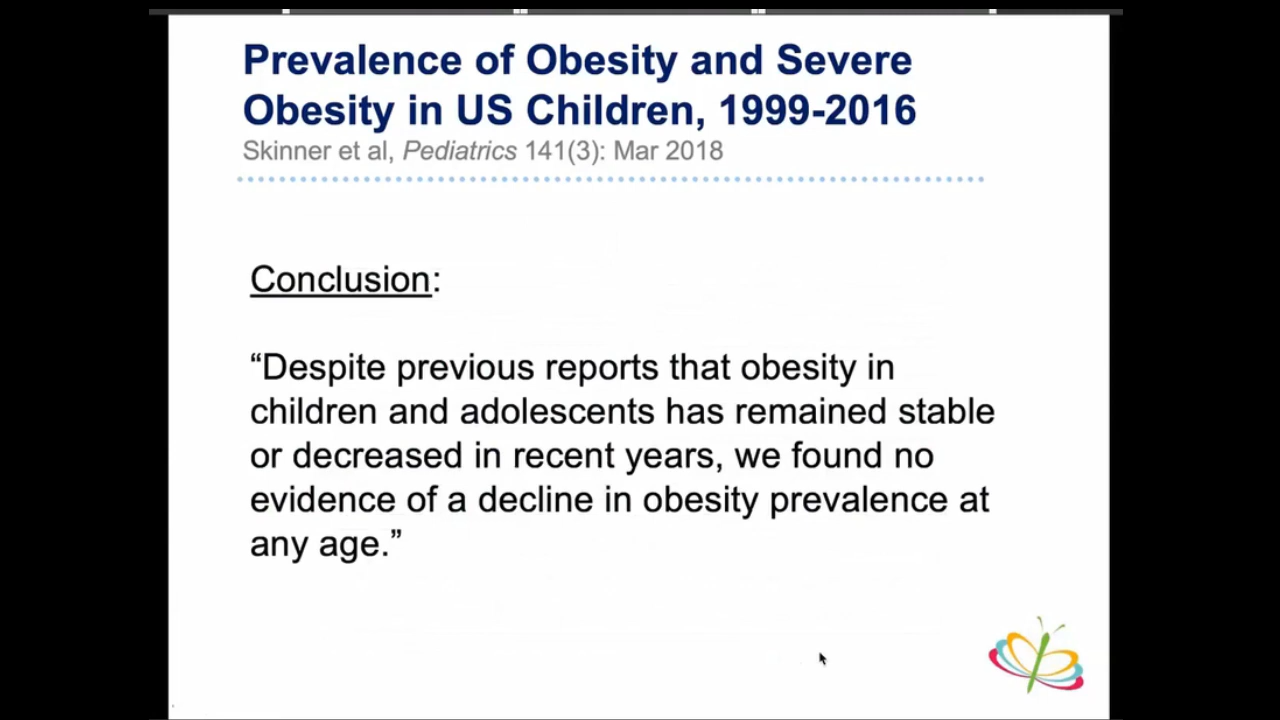 Prevalence of Obesity and Severe
Obesity in US Children, 1999-2016
Skinner et al, Pediatrics 141(3): Mar 2018
Conclusion:
“Despite previous reports that obesity in
children and adolescents has remained stable
or decreased in recent years, we found no
evidence of a decline in obesity prevalence at
any age.”